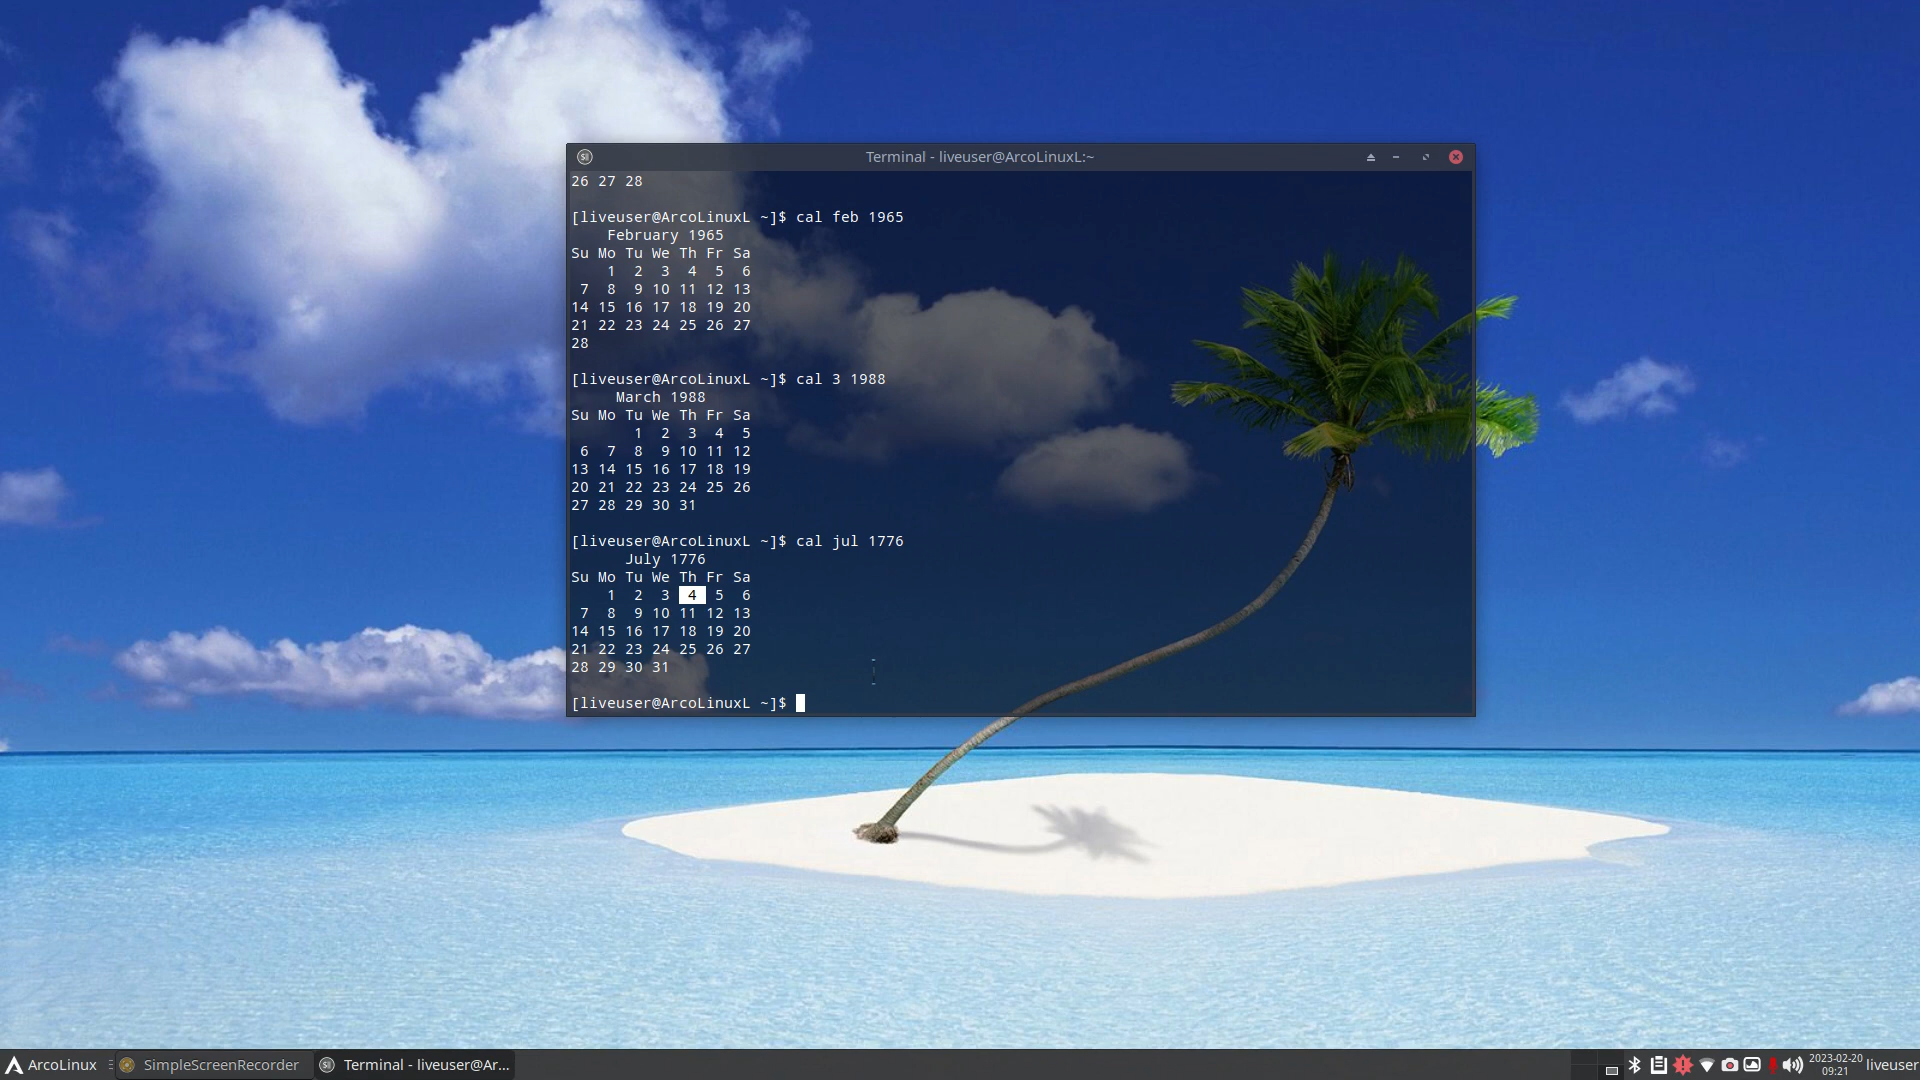 Terminal - liveuser@ArcoLinuxL:~
26 27 28
[liveuser@ArcoLinuxL ~]$ cal feb 1965
February 1965
Su Mo Tu We Th Fr Sa
1 2 3 4 5 6
7 8 9 10 11 12 13
14 15 16 17 18 19 20
21 22 23 24 25 26 27
28
[liveuser@ArcoLinuxL ~]$ cal 3 1988
March 1988
Su Mo Tu We Th Fr Sa
1 2 3 4 5
6 7 8 9 10 11 12
13 14 15 16 17 18 19
20 21 22 23 24 25 26
27 28 29 30 31
[liveuser@ArcoLinuxL ~]$ cal jul 1776
July 1776
Su Mo Tu We Th Fr Sa
1 2 3 4 5 6
7 8 9 10 11 12 13
14 15 16 17 18 19 20
21 22 23 24 25 26 27
28 29 30 31
[liveuser@ArcoLinuxL ~]$
ArcoLinux
SimpleScreenRecorder
Terminal - liveuser@Ar...
2023-02-20
09:21
liveuser